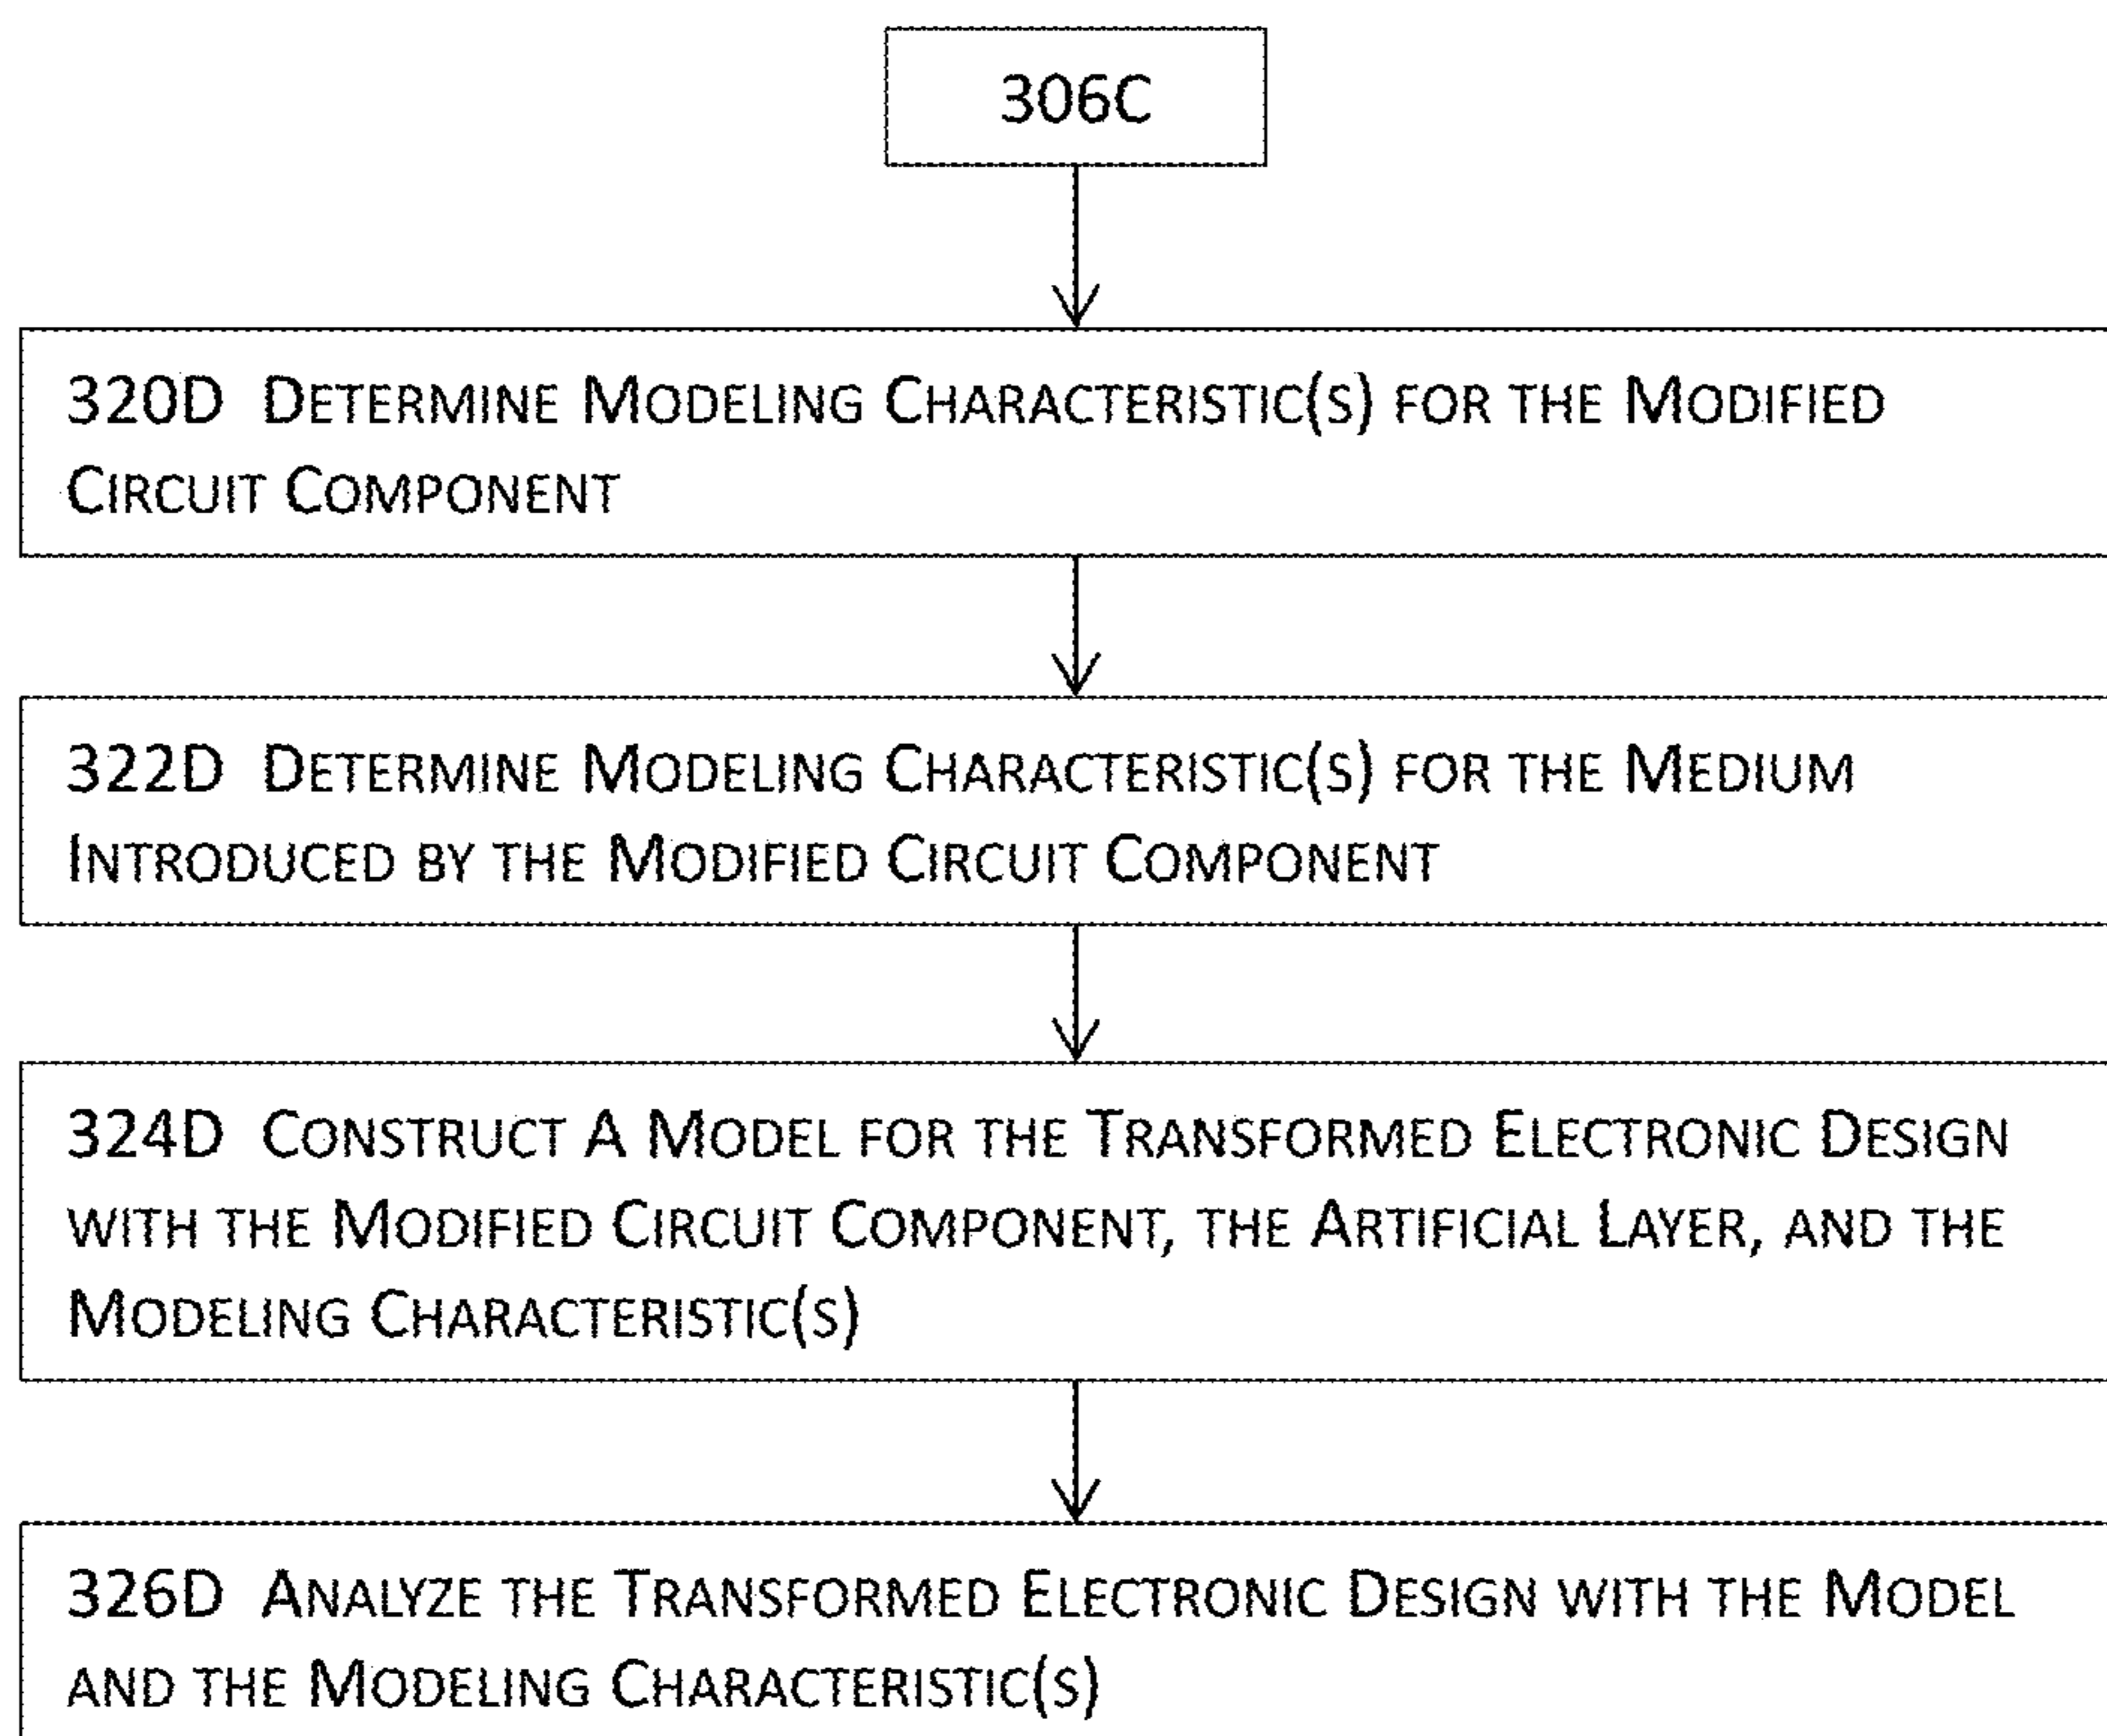 306C
320D Determine Modeling Characteristic(s) for the Modified
Circuit Component
322D Determine Modeling Characteristic(s) for the Medium
Introduced by the Modified Circuit Component
324D Construct A Model for the Transformed Electronic Design
with the Modified Circuit Component, the Artificial Layer, and the
Modeling Characteristic(s)
326D Analyze the Transformed Electronic Design with the Model
and the Modeling Characteristic(s)